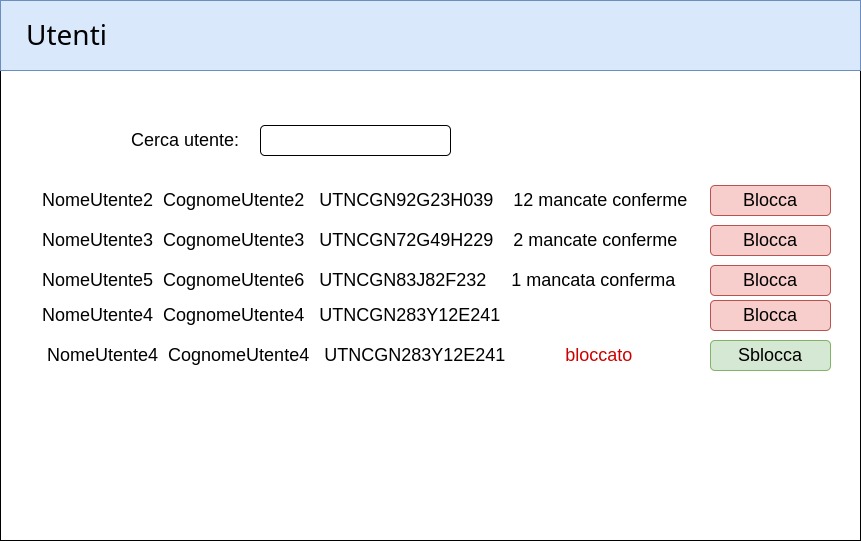 Utenti
Cerca utente:
NomeUtente2 CognomeUtente2 UTNCGN92G23H039 12 mancate conferme Blocca
NomeUtente3 CognomeUtente3 UTNCGN72G49H229 2 mancate conferme Blocca
NomeUtente5 CognomeUtente6 UTNCGN83J82F232 1 mancata conferma Blocca
NomeUtente4 CognomeUtente4 UTNCGN283Y12E241 Blocca
NomeUtente4 CognomeUtente4 UTNCGN283Y12E241 bloccato Sblocca